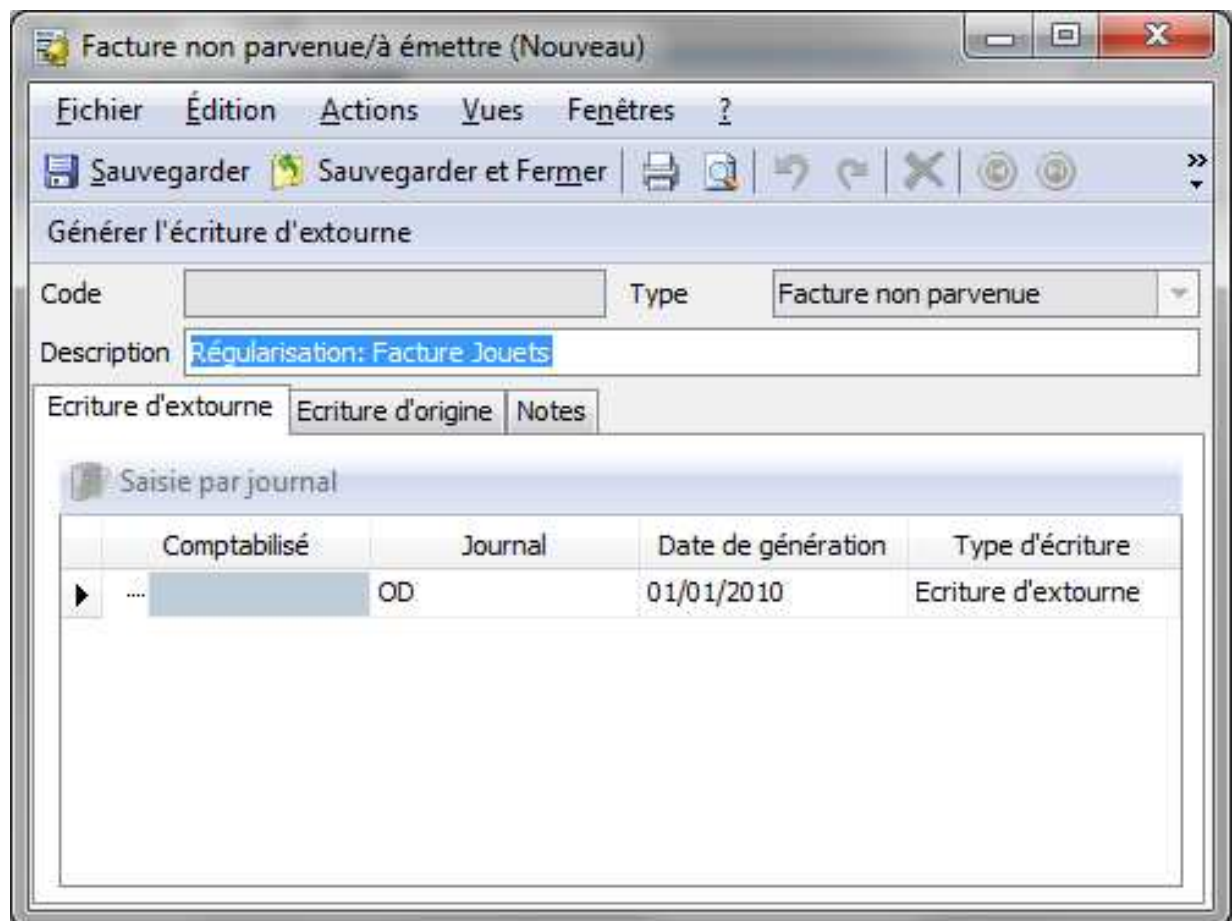 Facture non parvenue/à émettre (Nouveau)
Fichier Édition Actions Vues Fenêtres ?
Sauvegarder Sauvegarder et Fermer
Générer l'écriture d'extourne
Code Type Facture non parvenue
Description Régularisation: Facture Jouets
Ecriture d'extourne Ecriture d'origine Notes
Saisie par journal
Comptabilisé Journal Date de génération Type d'écriture
OD 01/01/2010 Ecriture d'extourne